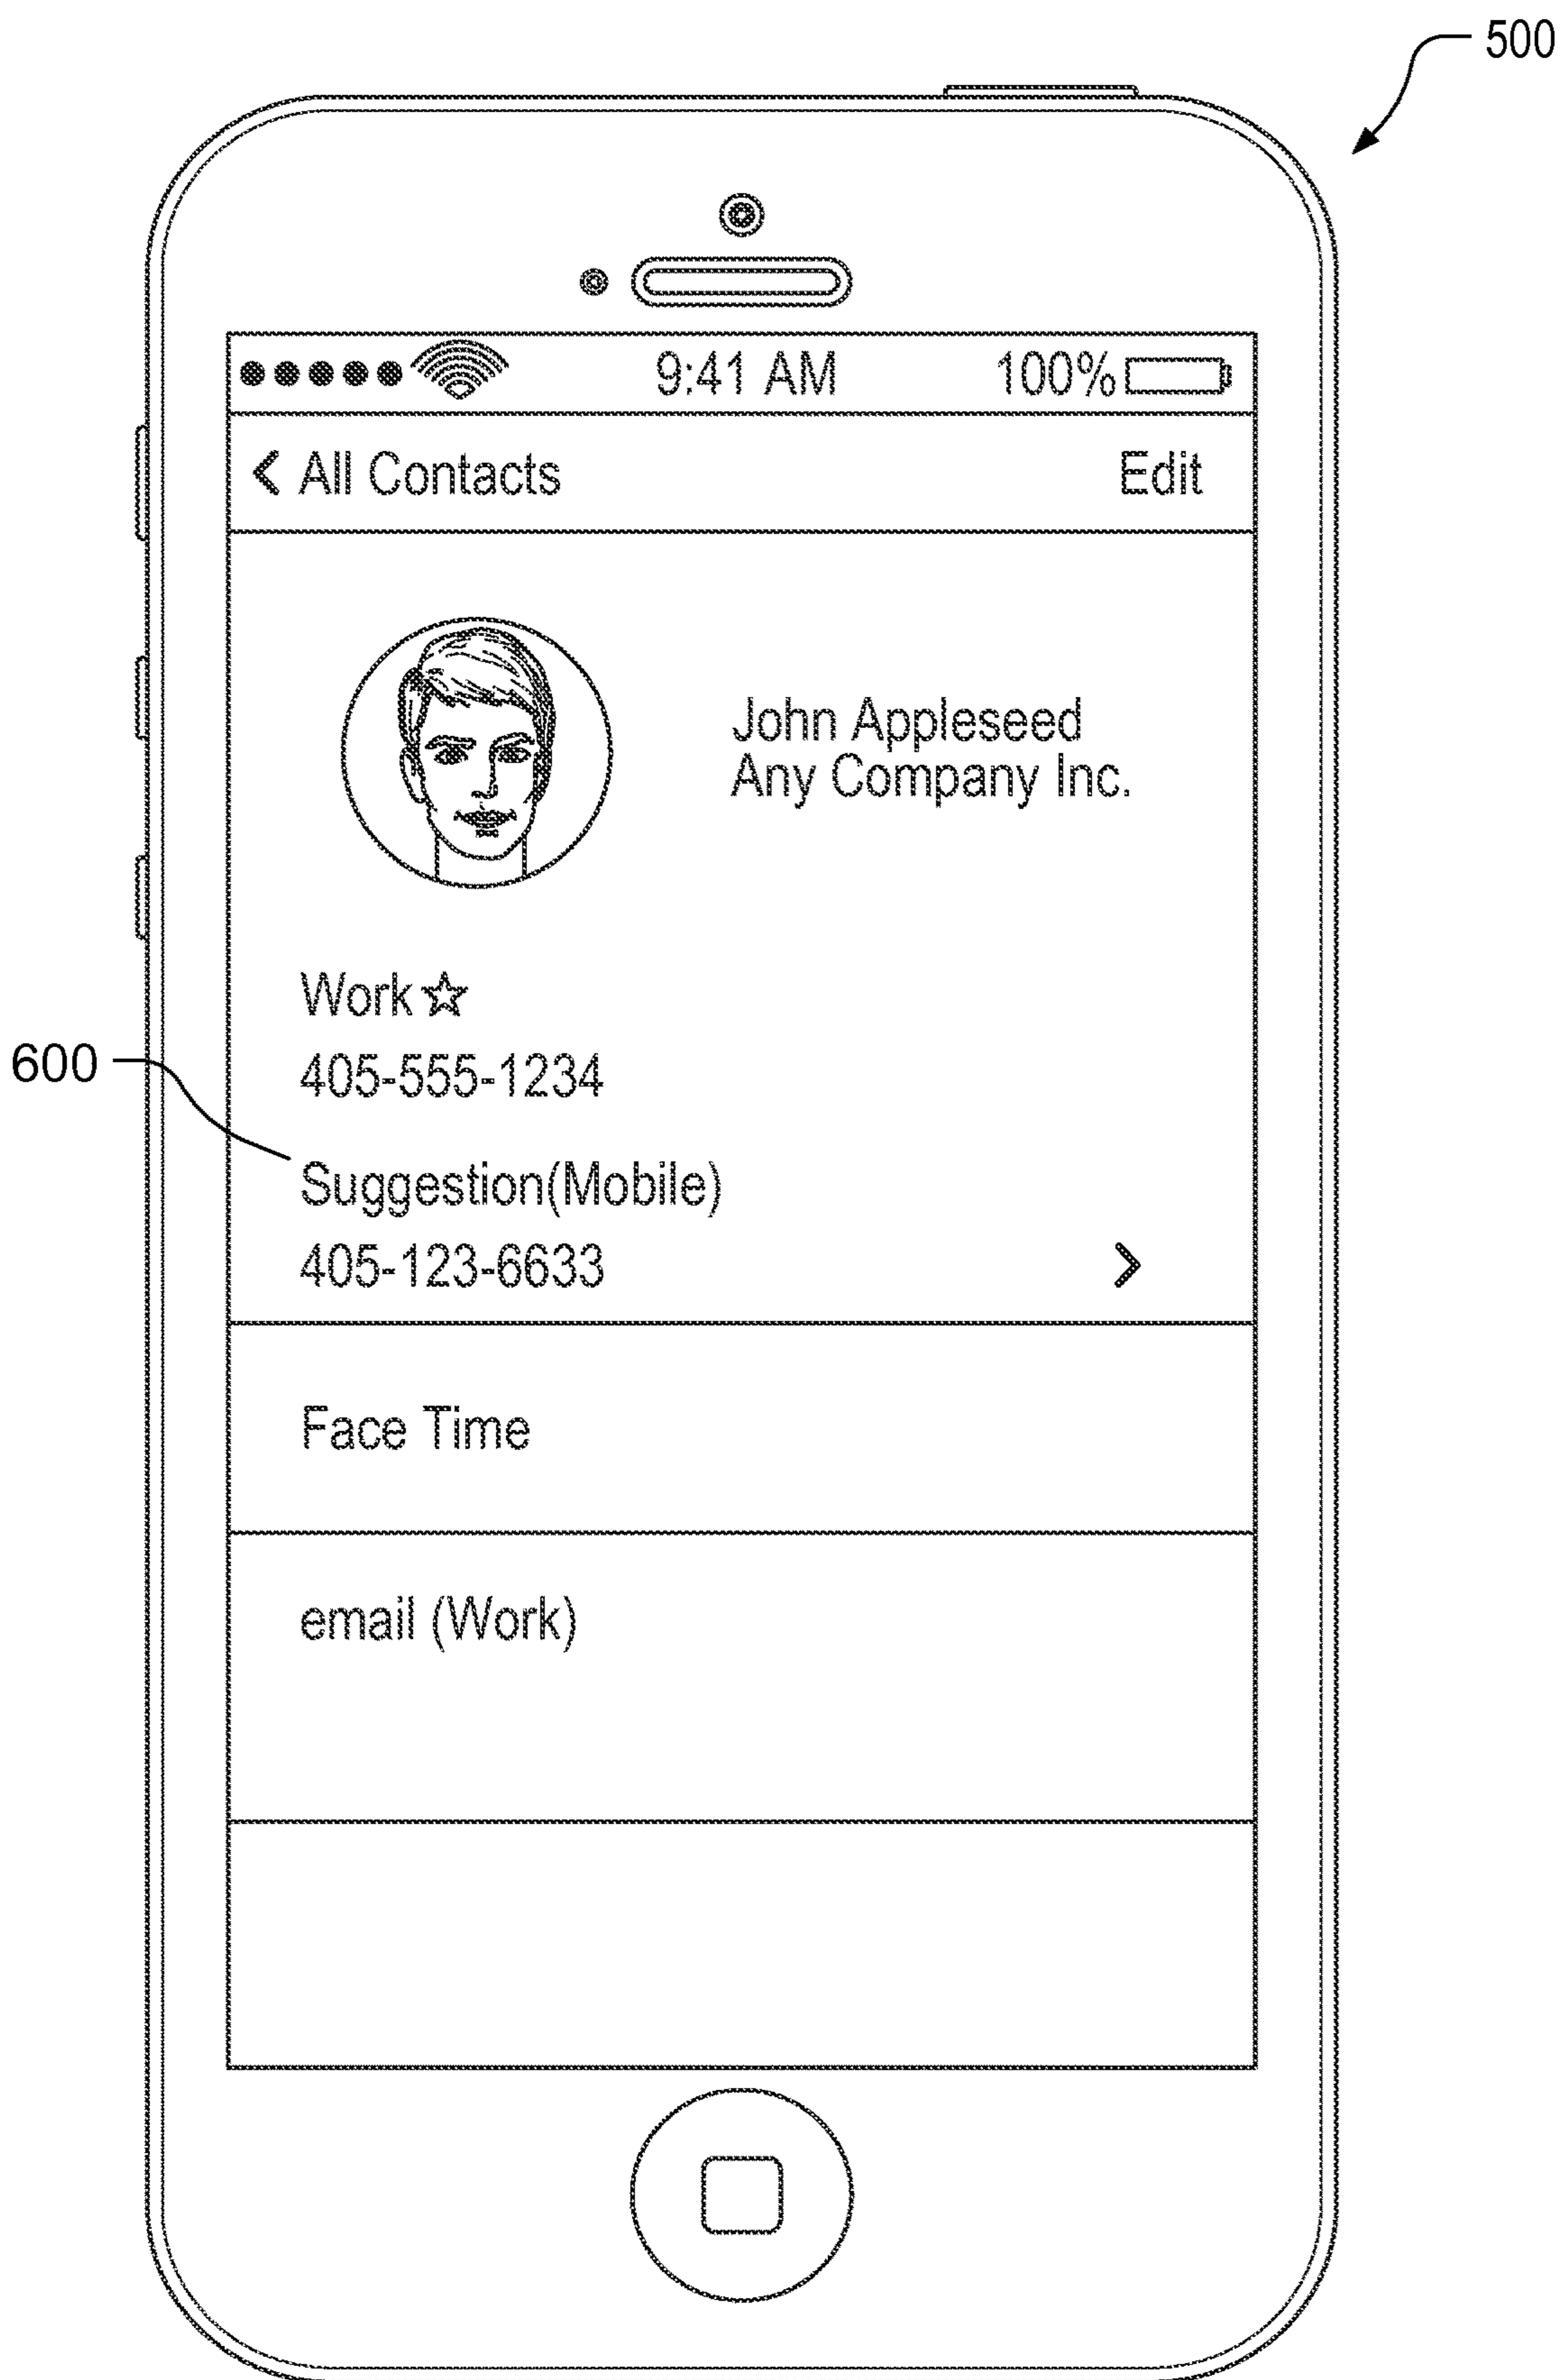 500
9:41 AM 100%
All Contacts Edit
John Appleseed
Any Company Inc.
Work
405-555-1234
600
Suggestion(Mobile)
405-123-6633
Face Time
email (Work)